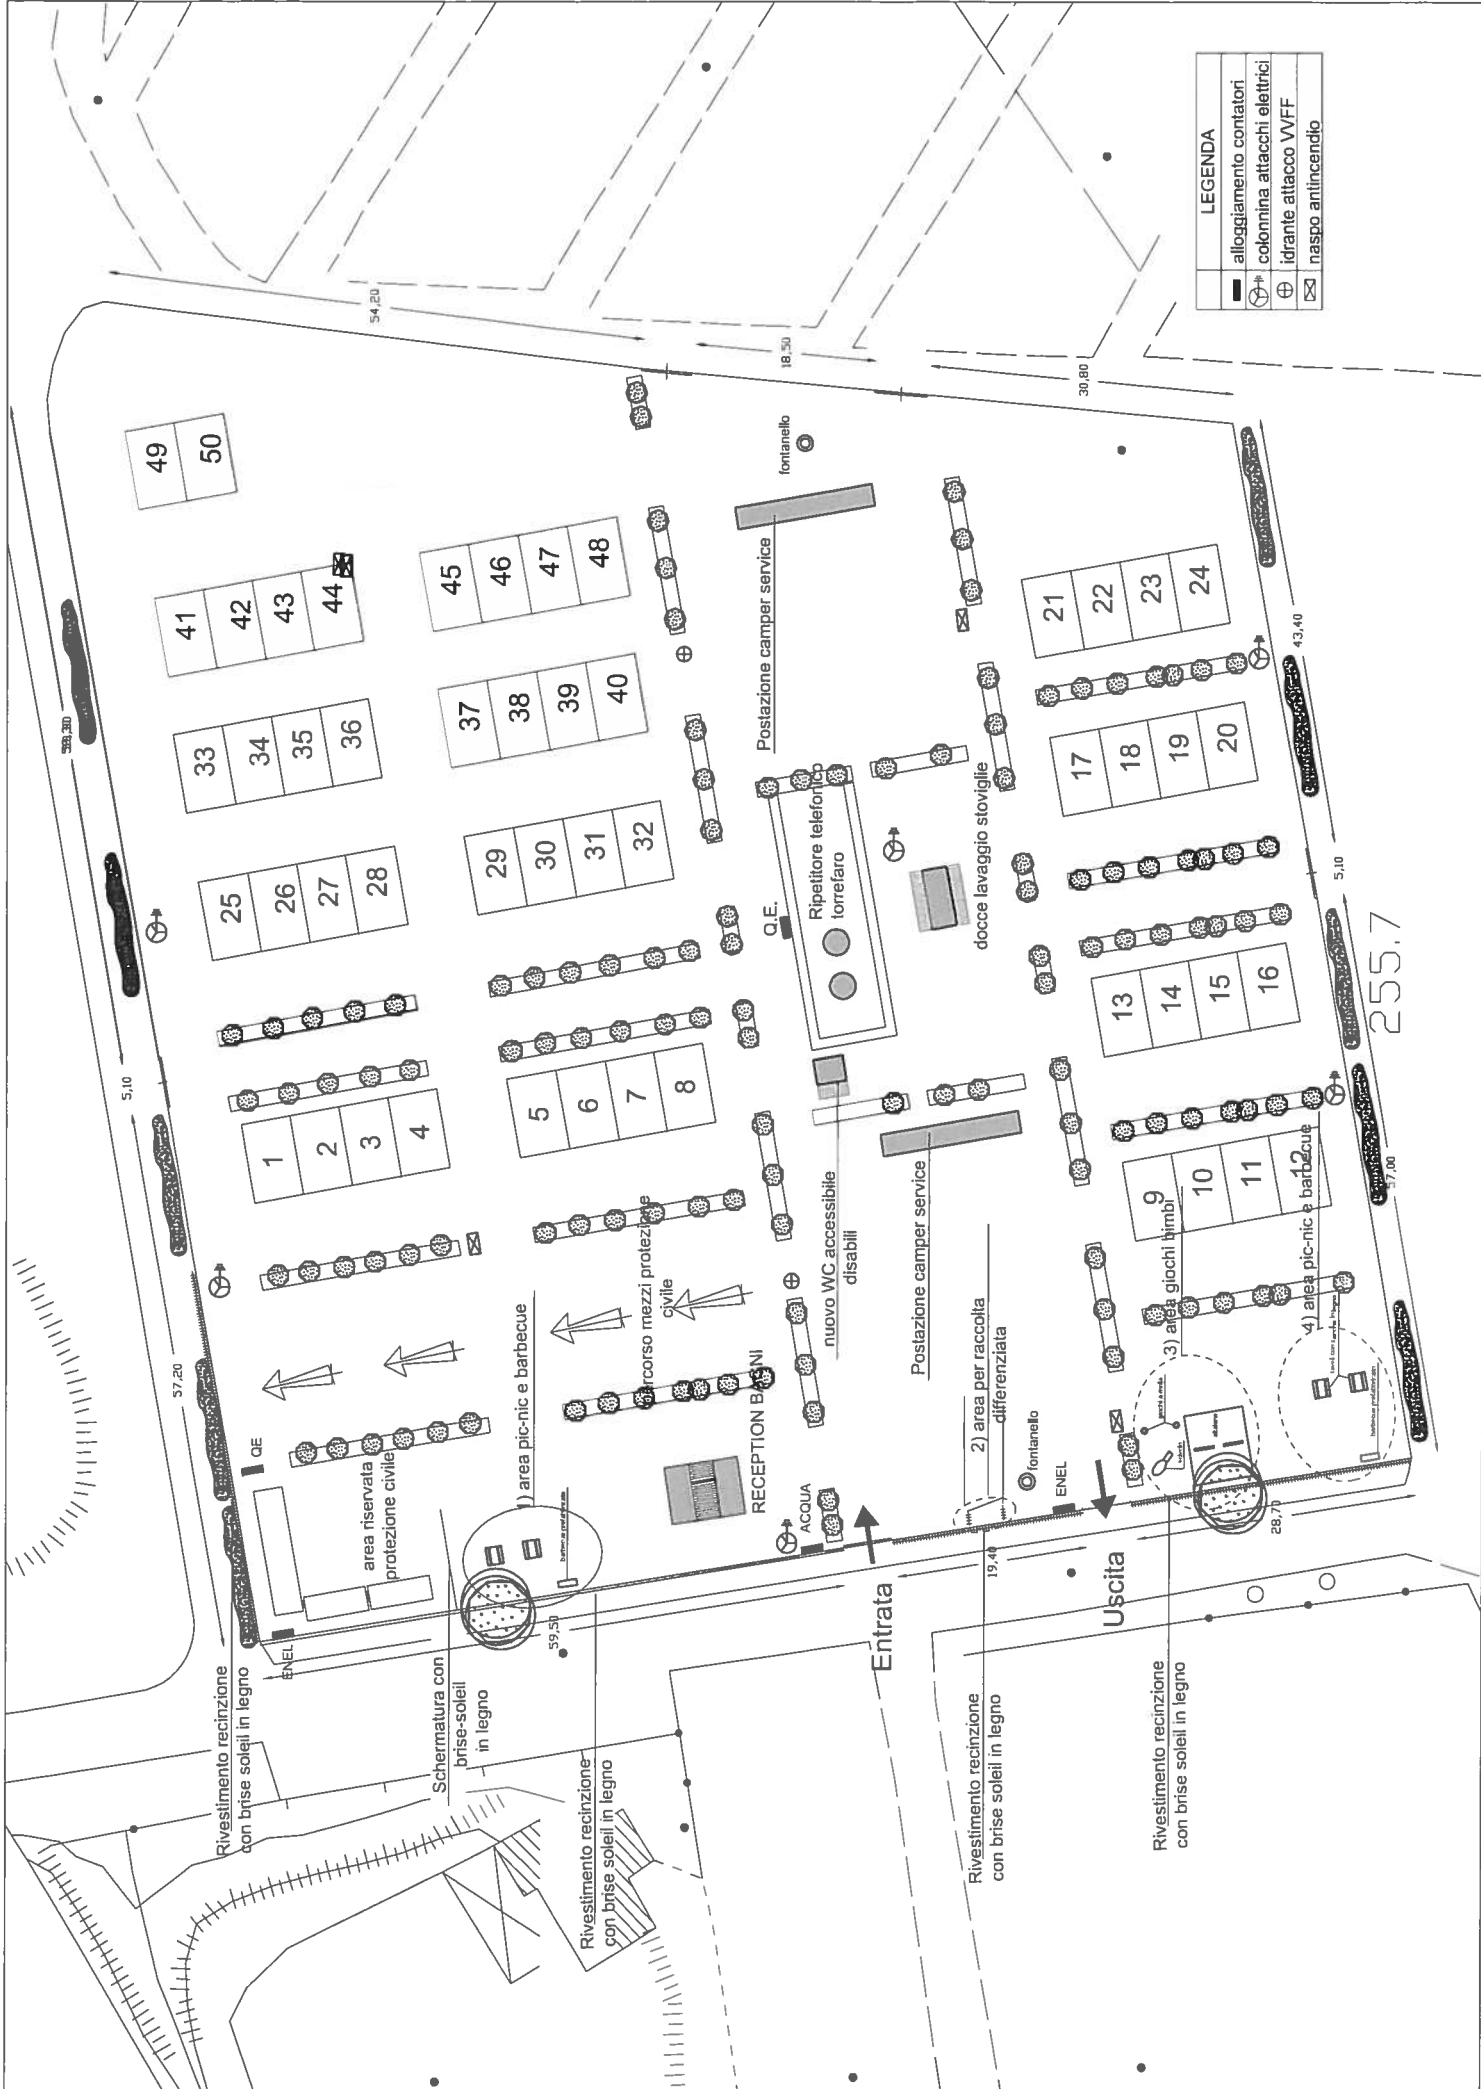 LEGENDA
alloggiamento contatori
colonnina attacchi elettrici
idrante attacco VVFF
naspo antincendio
54,20
18,50
30,80
49
50
41
42
43
44
45
46
47
48
33
34
35
36
37
38
39
40
25
26
27
28
29
30
31
32
1
2
3
4
5
6
7
8
21
22
23
24
17
18
19
20
13
14
15
16
9
10
11
12
5,10
57,20
43,40
5,10
57,00
255.7
fontanello
Postazione camper service
Ripetitore telefonico
torrefaro
Q.E.
docce lavaggio stoviglie
nuovo WC accessibile
disabili
Postazione camper service
percorso mezzi protezione
civile
1) area pic-nic e barbecue
RECEPTION BAGNI
2) area per raccolta
differenziata
3) area giochi bimbi
4) area pic-nic e barbecue
QE
area riservata
protezione civile
ENEL
ACQUA
fontanello
ENEL
59,50
19,40
28,70
Entrata
Uscita
Rivestimento recinzione
con brise soleil in legno
Schermatura con
brise-soleil
in legno
Rivestimento recinzione
con brise soleil in legno
Rivestimento recinzione
con brise soleil in legno
Rivestimento recinzione
con brise soleil in legno